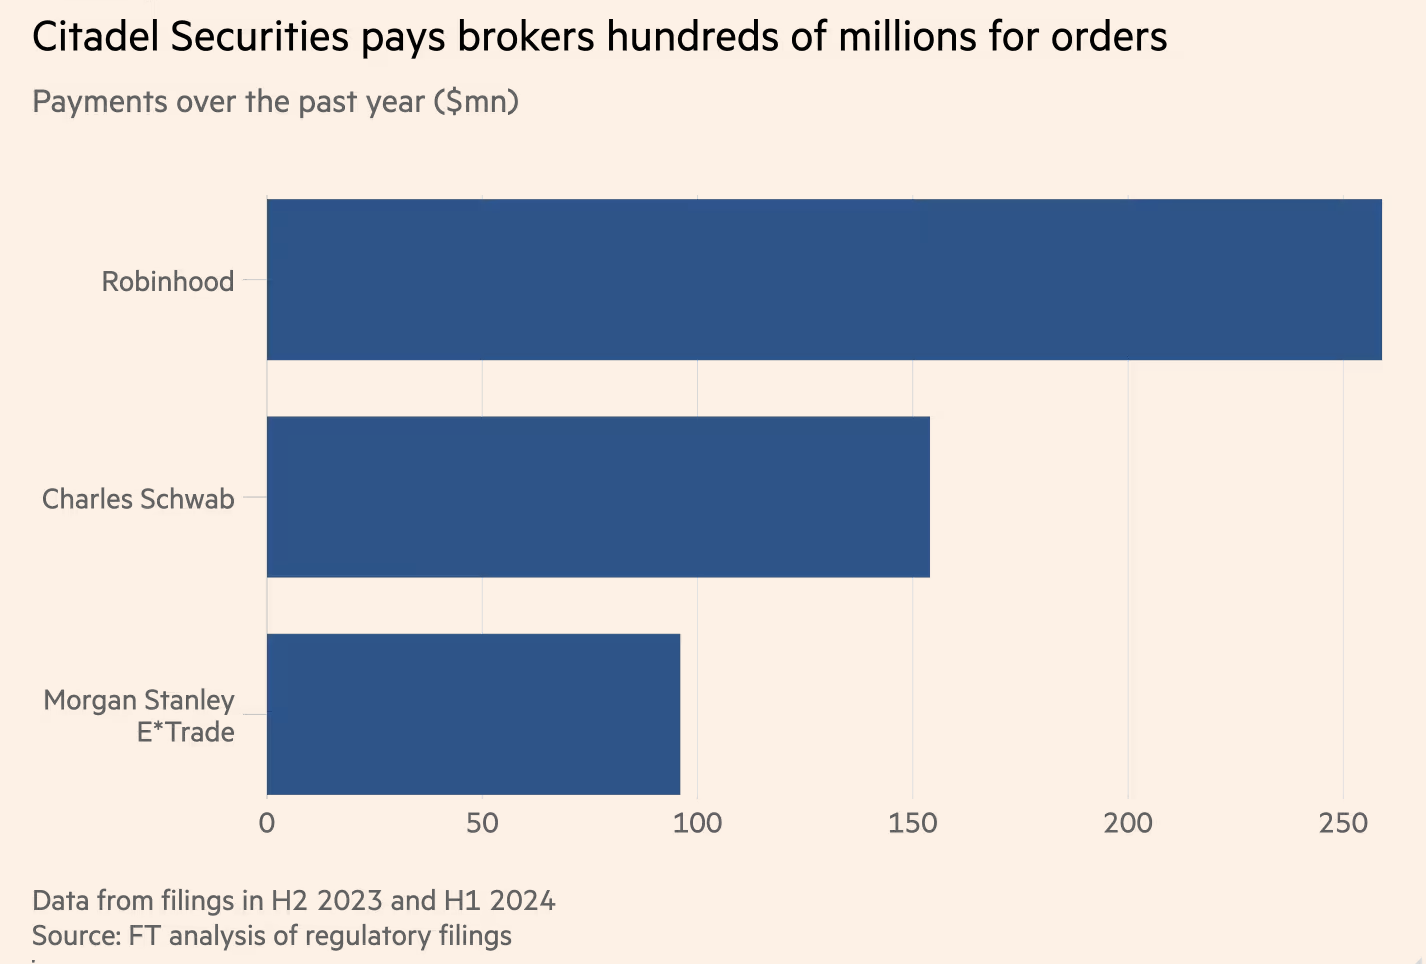 Citadel Securities pays brokers hundreds of millions for orders
Payments over the past year ($mn)
Robinhood
Charles Schwab
Morgan Stanley
E*Trade
0 50 100 150 200 250
Data from filings in H2 2023 and H1 2024
Source: FT analysis of regulatory filings